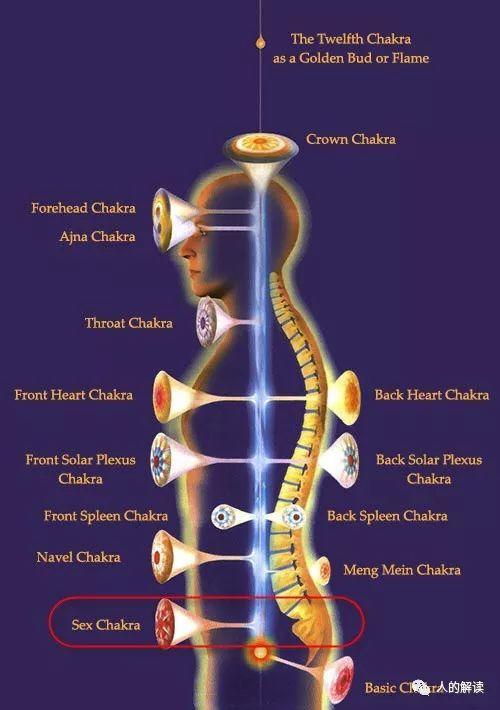 The Twelfth Chakra
as a Golden Bud or Flame
Crown Chakra
Forehead Chakra
Ajna Chakra
Throat Chakra
Front Heart Chakra
Back Heart Chakra
Front Solar Plexus
Chakra
Back Solar Plexus
Chakra
Front Spleen Chakra
Back Spleen Chakra
Navel Chakra
Meng Mein Chakra
Sex Chakra
Basic
人的解读